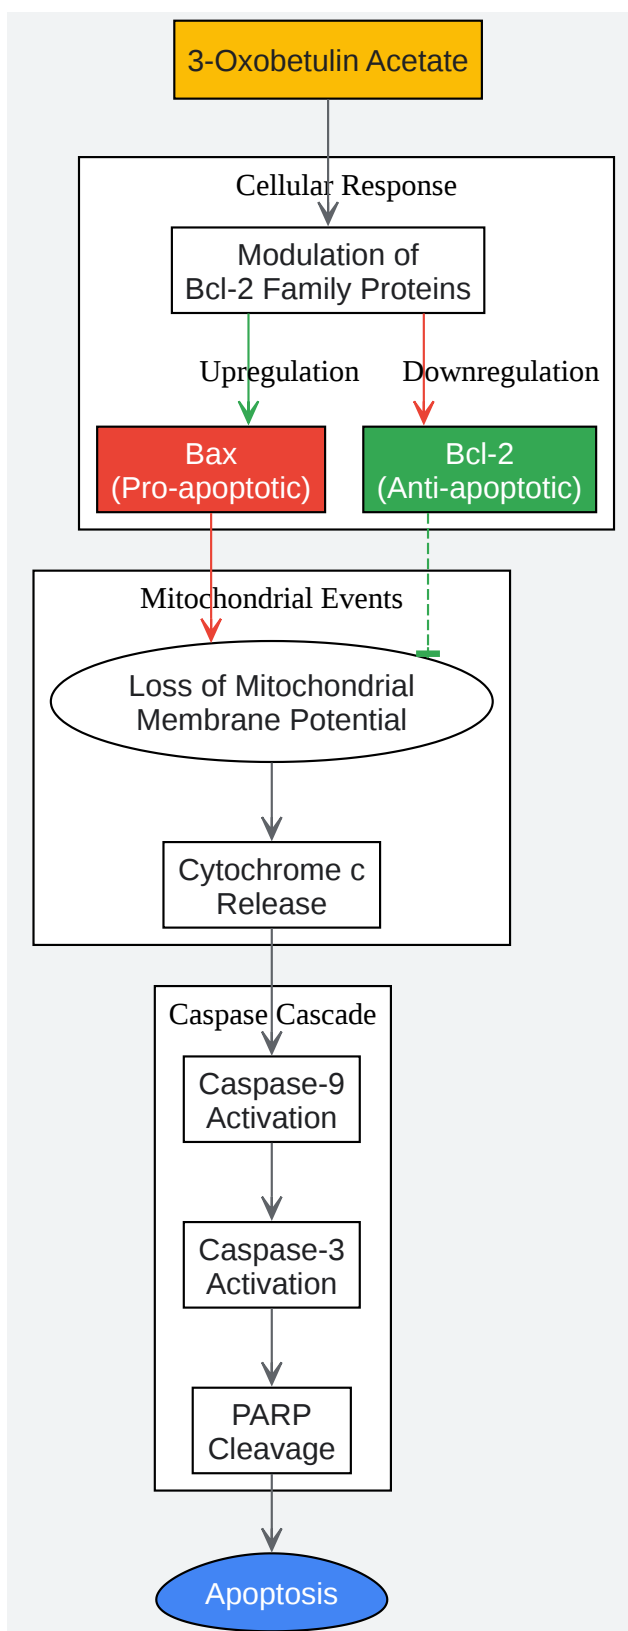 3-Oxobetulin Acetate
Cellular Response
Modulation of
Bcl-2 Family Proteins
Upregulation
Downregulation
Bax
(Pro-apoptotic)
Bcl-2
(Anti-apoptotic)
Mitochondrial Events
Loss of Mitochondrial
Membrane Potential
Cytochrome c
Release
Caspase Cascade
Caspase-9
Activation
Caspase-3
Activation
PARP
Cleavage
Apoptosis